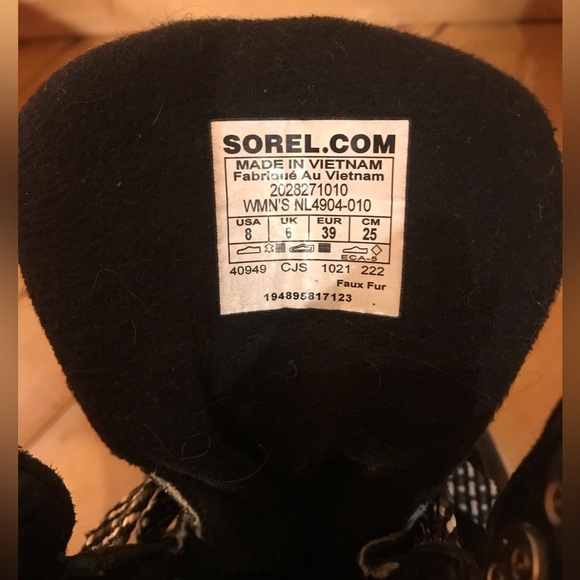 SOREL.COM
MADE IN VIETNAM
Fabriqué Au Vietnam
2028271010
WMN'S NL4904-010
USA UK EUR CM
8 6 39 25
ECA-5
40949 CJS 1021 222
Faux Fur
194895817123